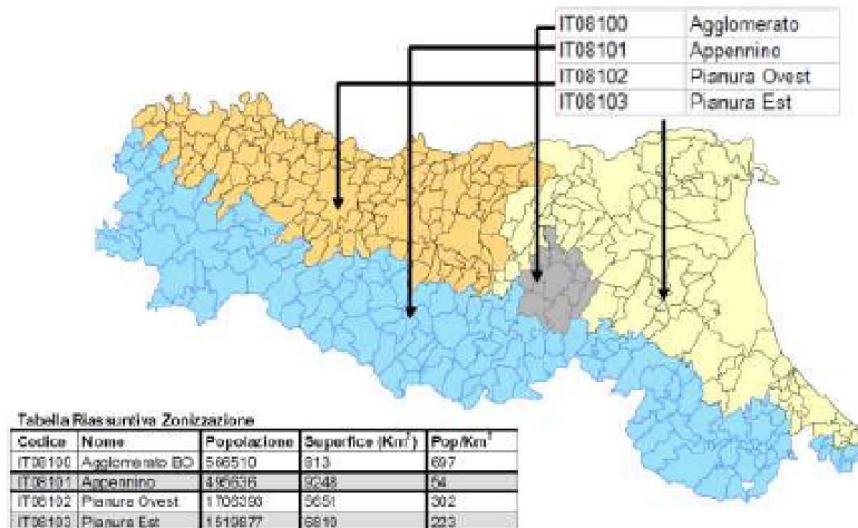 IT08100 Agglomerato
IT08101 Appennino
IT08102 Pianura Ovest
IT08103 Pianura Est
Tabella Riassuntiva Zonizzazione
Codice Nome Popolazione Superfice (Km²) Pop/Km²
IT08100 Agglomerato BO 566510 813 697
IT08101 Appennino 495636 9248 54
IT08102 Pianura Ovest 5651 302
IT08103 Pianura Est 1519877 6810 223